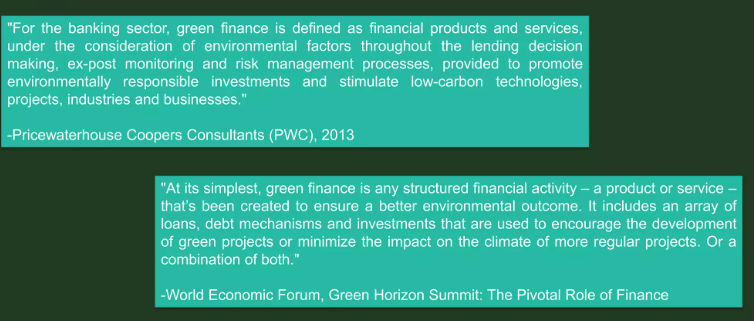 "For the banking sector, green finance is defined as financial products and services,
under the consideration of environmental factors throughout the lending decision
making, ex-post monitoring and risk management processes, provided to promote
environmentally responsible investments and stimulate low-carbon technologies,
projects, industries and businesses."
-Pricewaterhouse Coopers Consultants (PWC), 2013
"At its simplest, green finance is any structured financial activity – a product or service –
that's been created to ensure a better environmental outcome. It includes an array of
loans, debt mechanisms and investments that are used to encourage the development
of green projects or minimize the impact on the climate of more regular projects. Or a
combination of both."
-World Economic Forum, Green Horizon Summit: The Pivotal Role of Finance